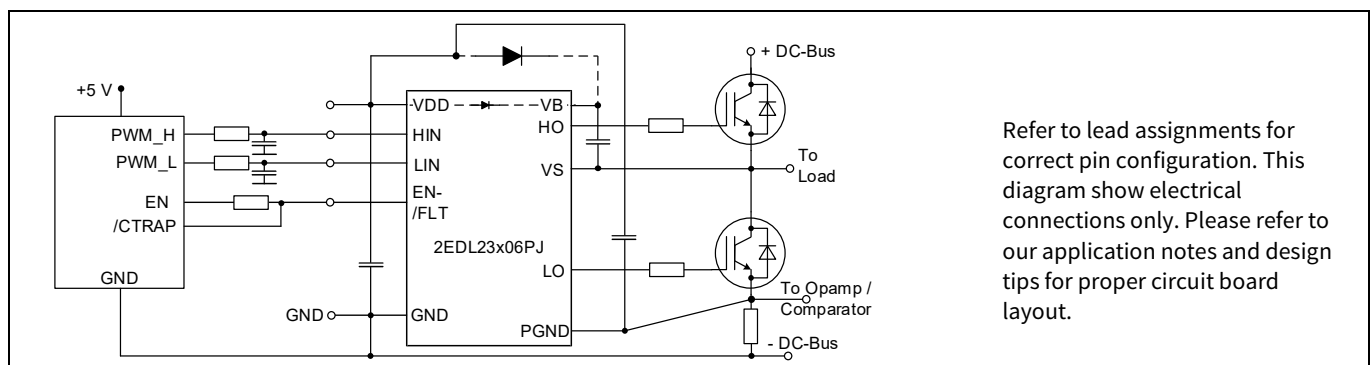 + DC-Bus
+5 V
VDD
VB
PWM_H
HIN
HO
PWM_L
LIN
VS
To
Load
EN
EN-
/FLT
/CTRAP
2EDL23x06PJ
LO
GND
To Opamp /
Comparator
GND
GND
PGND
- DC-Bus
Refer to lead assignments for
correct pin configuration. This
diagram show electrical
connections only. Please refer to
our application notes and design
tips for proper circuit board
layout.